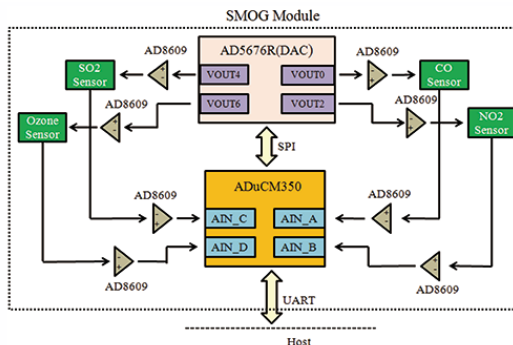 SMOG Module
AD5676R(DAC)
AD8609
AD8609
SO2
Sensor
VOUT4
VOUT0
CO
Sensor
AD8609
VOUT6
VOUT2
AD8609
NO2
Sensor
Ozone
Sensor
SPI
ADuCM350
AD8609
AD8609
AIN_C
AIN_A
AIN_D
AIN_B
AD8609
AD8609
UART
Host